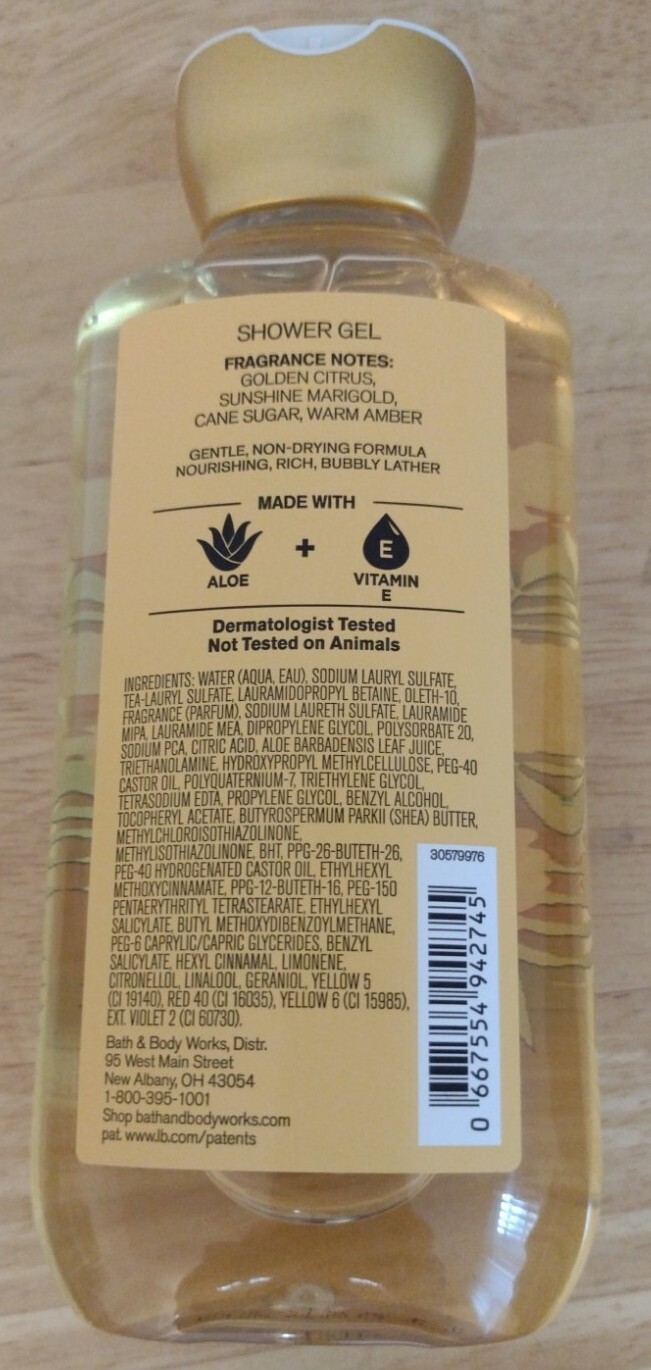 SHOWER GEL
FRAGRANCE NOTES:
GOLDEN CITRUS,
SUNSHINE MARIGOLD,
CANE SUGAR, WARM AMBER
GENTLE, NON-DRYING FORMULA
NOURISHING, RICH, BUBBLY LATHER
MADE WITH
E
+
ALOE
VITAMIN
E
Dermatologist Tested
Not Tested on Animals
INGREDIENTS: WATER (AQUA, EAU), SODIUM LAURYL SULFATE,
TEA-LAURYL SULFATE, LAURAMIDOPROPYL BETAINE, OLETH-10,
FRAGRANCE (PARFUM), SODIUM LAURETH SULFATE, LAURAMIDE
MIPA, LAURAMIDE MEA, DIPROPYLENE GLYCOL, POLYSORBATE 20,
SODIUM PCA, CITRIC ACID, ALOE BARBADENSIS LEAF JUICE,
TRIETHANOLAMINE, HYDROXYPROPYL METHYLCELLULOSE, PEG-40
CASTOR OIL, POLYQUATERNIUM-7, TRIETHYLENE GLYCOL,
TETRASODIUM EDTA, PROPYLENE GLYCOL, BENZYL ALCOHOL,
TOCOPHERYL ACETATE, BUTYROSPERMUM PARKII (SHEA) BUTTER,
METHYLCHLOROISOTHIAZOLINONE,
METHYLISOTHIAZOLINONE, BHT, PPG-26-BUTETH-26,
PEG-40 HYDROGENATED CASTOR OIL, ETHYLHEXYL
METHOXYCINNAMATE, PPG-12-BUTETH-16, PEG-150
PENTAERYTHRITYL TETRASTEARATE, ETHYLHEXYL
SALICYLATE, BUTYL METHOXYDIBENZOYLMETHANE,
PEG-6 CAPRYLIC/CAPRIC GLYCERIDES, BENZYL
SALICYLATE, HEXYL CINNAMAL, LIMONENE,
CITRONELLOL, LINALOOL, GERANIOL, YELLOW 5
(CI 19140), RED 40 (CI 16035), YELLOW 6 (CI 15985),
EXT. VIOLET 2 (CI 60730).
Bath & Body Works, Distr.
95 West Main Street
New Albany, OH 43054
1-800-395-1001
Shop bathandbodyworks.com
pat. www.lb.com/patents
30579976
0 667554 942745